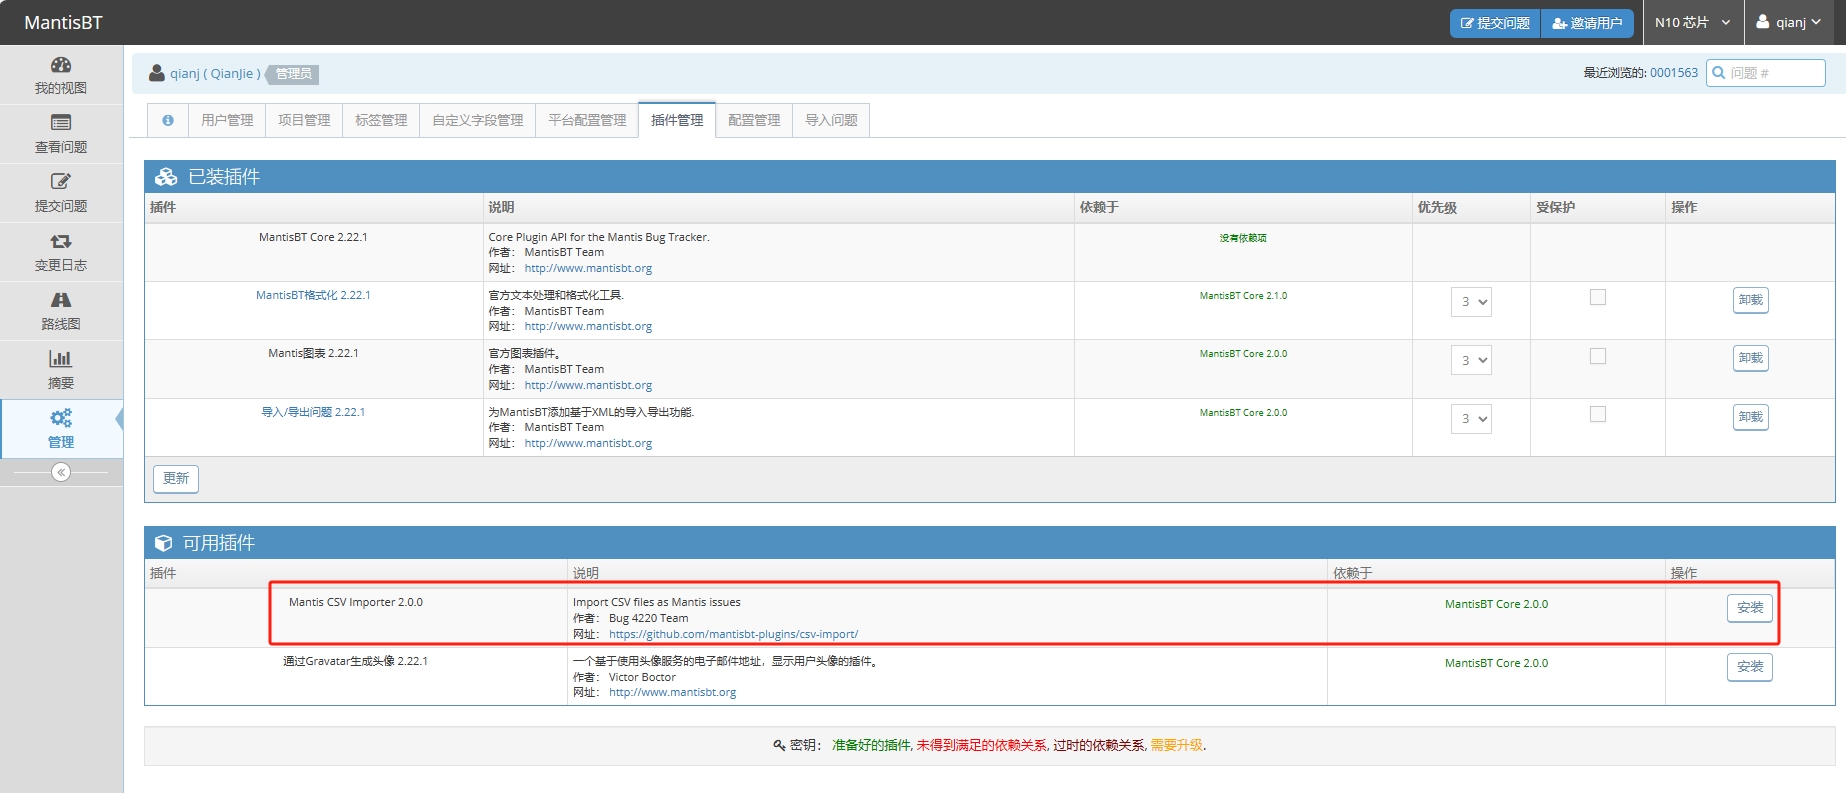 MantisBT
提交问题 邀请用户 N10 芯片 qianj
我的视图
查看问题
提交问题
变更日志
路线图
摘要
管理
qianj ( QianJie ) 管理员 最近浏览的: 0001563 问题 #
用户管理 项目管理 标签管理 自定义字段管理 平台配置管理 插件管理 配置管理 导入问题
已装插件
插件 说明 依赖于 优先级 受保护 操作
MantisBT Core 2.22.1 Core Plugin API for the Mantis Bug Tracker. 没有依赖项
作者： MantisBT Team
网址： http://www.mantisbt.org
MantisBT格式化 2.22.1 官方文本处理和格式化工具. MantisBT Core 2.1.0 3 卸载
作者： MantisBT Team
网址： http://www.mantisbt.org
Mantis图表 2.22.1 官方图表插件。 MantisBT Core 2.0.0 3 卸载
作者： MantisBT Team
网址： http://www.mantisbt.org
导入/导出问题 2.22.1 为MantisBT添加基于XML的导入导出功能. MantisBT Core 2.0.0 3 卸载
作者： MantisBT Team
网址： http://www.mantisbt.org
更新
可用插件
插件 说明 依赖于 操作
Mantis CSV Importer 2.0.0 Import CSV files as Mantis issues MantisBT Core 2.0.0 安装
作者： Bug 4220 Team
网址： https://github.com/mantisbt-plugins/csv-import/
通过Gravatar生成头像 2.22.1 一个基于使用头像服务的电子邮件地址，显示用户头像的插件。 MantisBT Core 2.0.0 安装
作者： Victor Boctor
网址： http://www.mantisbt.org
密钥： 准备好的插件, 未得到满足的依赖关系, 过时的依赖关系, 需要升级.